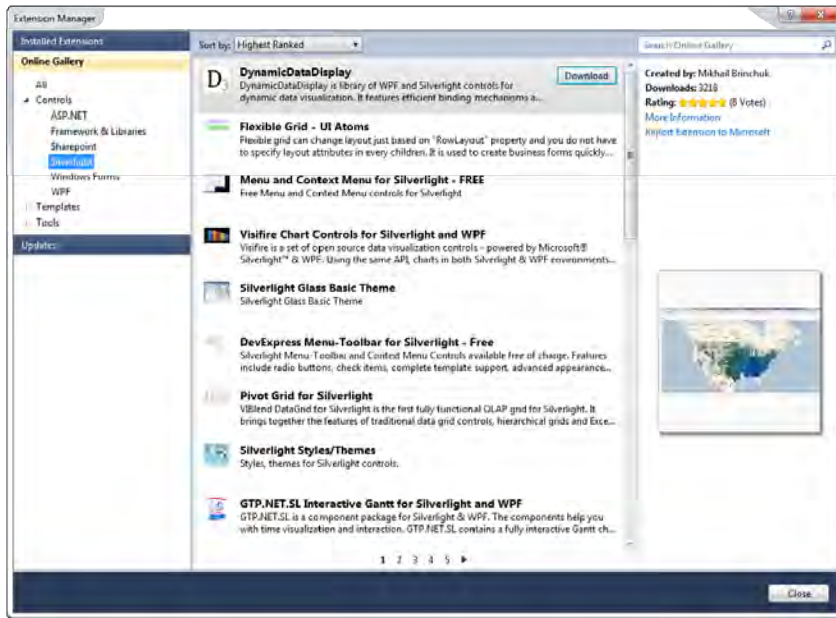 Extension Manager
Installed Extensions
Online Gallery
All
Controls
ASP.NET
Framework & Libraries
Sharepoint
Silverlight
Windows Forms
WPF
Templates
Tools
Updates
Sort by: Highest Ranked
D3
DynamicDataDisplay
Download
DynamicDataDisplay is library of WPF and Silverlight controls for
dynamic data visualization. It features efficient binding mechanisms a...
Flexible Grid - UI Atoms
Flexible grid can change layout just based on "RowLayout" property and you do not have
to specify layout attributes in every children. It is used to create business forms quickly...
Menu and Context Menu for Silverlight - FREE
Free Menu and Context Menu controls for Silverlight
Visifire Chart Controls for Silverlight and WPF
Visifire is a set of open source data visualization controls - powered by Microsoft®
Silverlight™ & WPF. Using the same API, charts in both Silverlight & WPF environments...
Silverlight Glass Basic Theme
Silverlight Glass Basic Theme
DevExpress Menu-Toolbar for Silverlight - Free
Silverlight Menu-Toolbar and Context Menu Controls available free of charge. Features
include radio buttons, check items, complete template support, advanced appearance...
Pivot Grid for Silverlight
VIBlend DataGrid for Silverlight is the first fully functional OLAP grid for Silverlight. It
brings together the features of traditional data grid controls, hierarchical grids and Exce...
Silverlight Styles/Themes
Styles, themes for Silverlight controls.
GTP.NET.SL Interactive Gantt for Silverlight and WPF
GTP.NET.SL is a component package for Silverlight & WPF. The components help you
with time visualization and interaction. GTP.NET.SL contains a fully interactive Gantt ch...
1 2 3 4 5
Search Online Gallery
Created by: Mikhail Brinchuk
Downloads: 3218
Rating: (8 Votes)
More Information
Report Extension to Microsoft
Close